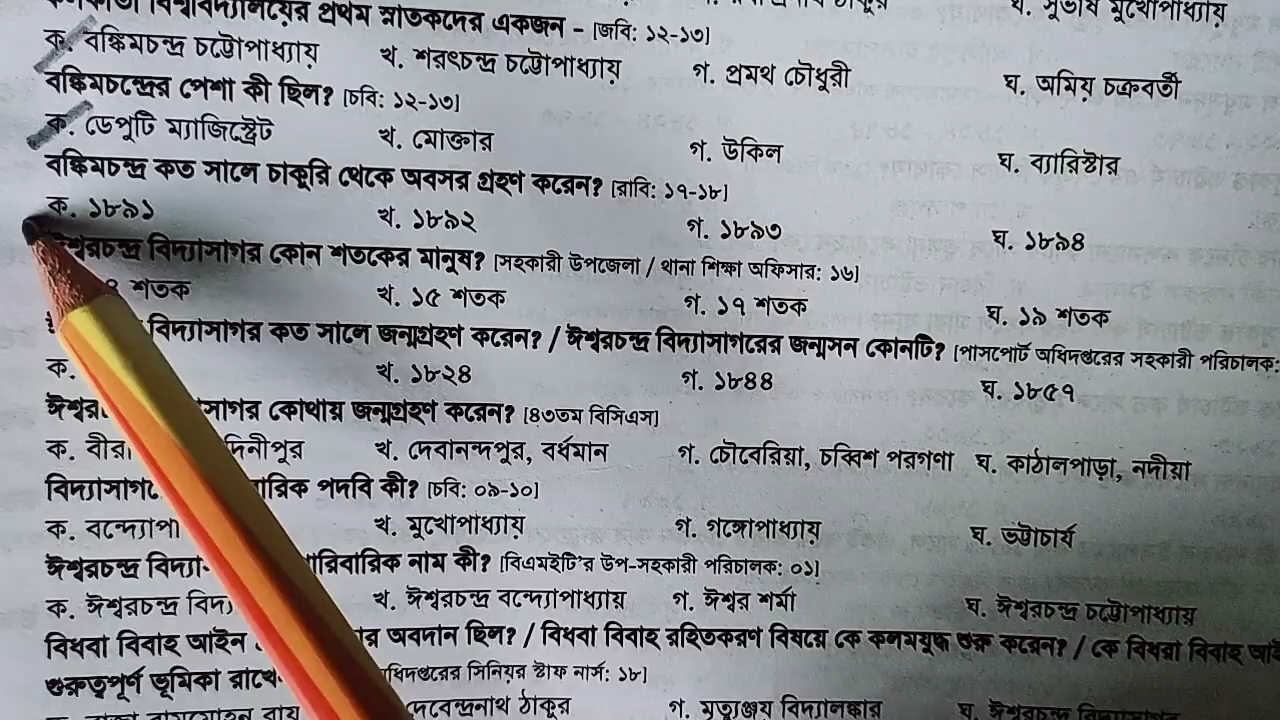 বিশ্ববিদ্যালয়ের প্রথম স্নাতকদের একজন – [জবি: ১২-১৩] ঘ. সুভাষ মুখোপাধ্যায়
ক. বঙ্কিমচন্দ্র চট্টোপাধ্যায় খ. শরৎচন্দ্র চট্টোপাধ্যায় গ. প্রমথ চৌধুরী ঘ. অমিয় চক্রবর্তী
বঙ্কিমচন্দ্রের পেশা কী ছিল? [চবি: ১২-১৩]
ক. ডেপুটি ম্যাজিস্ট্রেট খ. মোক্তার গ. উকিল ঘ. ব্যারিস্টার
বঙ্কিমচন্দ্র কত সালে চাকুরি থেকে অবসর গ্রহণ করেন? [রাবি: ১৭-১৮]
ক. ১৮৯১ খ. ১৮৯২ গ. ১৮৯৩ ঘ. ১৮৯৪
ঈশ্বরচন্দ্র বিদ্যাসাগর কোন শতকের মানুষ? [সহকারী উপজেলা / থানা শিক্ষা অফিসার: ১৬]
শতক খ. ১৫ শতক গ. ১৭ শতক ঘ. ১৯ শতক
বিদ্যাসাগর কত সালে জন্মগ্রহণ করেন? / ঈশ্বরচন্দ্র বিদ্যাসাগরের জন্মসন কোনটি? [পাসপোর্ট অধিদপ্তরের সহকারী পরিচালক:
ক. খ. ১৮২৪ গ. ১৮৪৪ ঘ. ১৮৫৭
ঈশ্বর সাগর কোথায় জন্মগ্রহণ করেন? [৪৩তম বিসিএস]
ক. বীর দিনীপুর খ. দেবানন্দপুর, বর্ধমান গ. চৌবেরিয়া, চব্বিশ পরগণা ঘ. কাঠালপাড়া, নদীয়া
বিদ্যাসাগ রিক পদবি কী? [চবি: ০৯-১০]
ক. বন্দ্যোপা খ. মুখোপাধ্যায় গ. গঙ্গোপাধ্যায় ঘ. ভট্টাচার্য
ঈশ্বরচন্দ্র বিদ্যা রিবারিক নাম কী? [বিএমইটি'র উপ-সহকারী পরিচালক: ০১]
ক. ঈশ্বরচন্দ্র বিদ্ খ. ঈশ্বরচন্দ্র বন্দ্যোপাধ্যায় গ. ঈশ্বর শর্মা ঘ. ঈশ্বরচন্দ্র চট্টোপাধ্যায়
বিধবা বিবাহ আইন র অবদান ছিল? / বিধবা বিবাহ রহিতকরণ বিষয়ে কে কলমযুদ্ধ শুরু করেন? / কে বিধবা বিবাহ
গুরুত্বপূর্ণ ভূমিকা রাখে ধিদপ্তরের সিনিয়র স্টাফ নার্স: ১৮]
দেবেন্দ্রনাথ ঠাকুর গ. মৃত্যুঞ্জয় বিদ্যালঙ্কার ঘ. ঈশ্বরচন্দ্র বিদ্যাসাগর